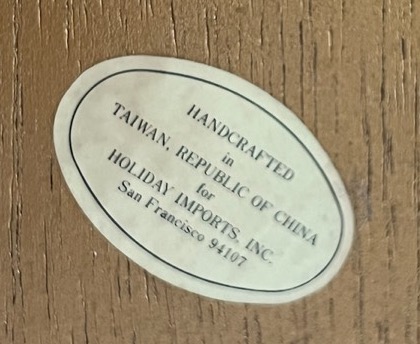 HANDCRAFTED
in
TAIWAN, REPUBLIC OF CHINA
for
HOLIDAY IMPORTS, INC.
San Francisco 94107